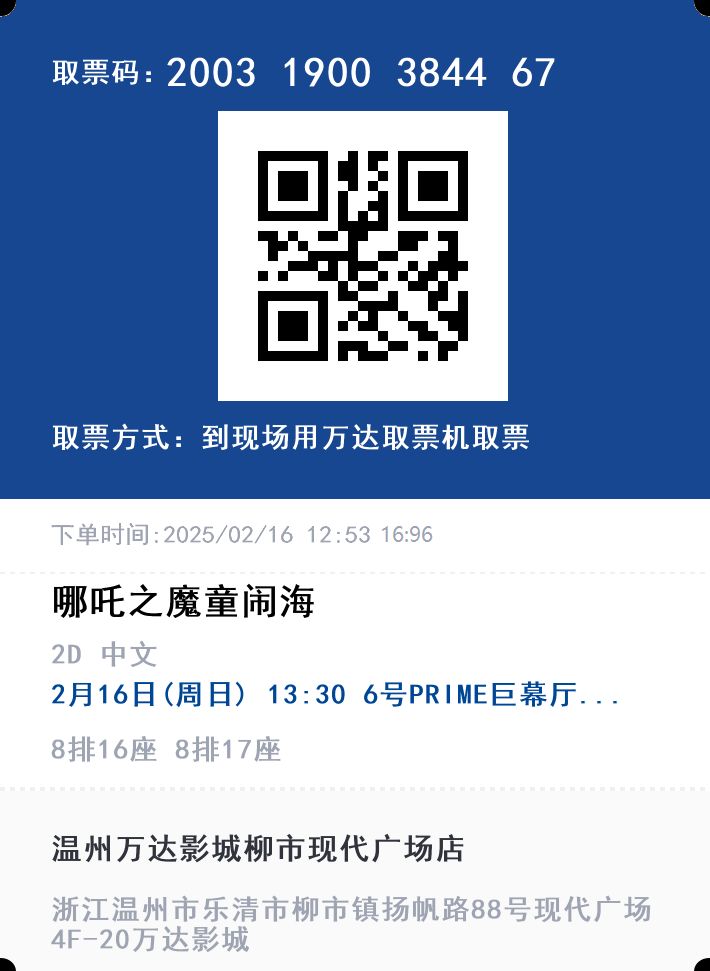 取票码：2003 1900 3844 67
取票方式：到现场用万达取票机取票
下单时间:2025/02/16 12:53 16:96
哪吒之魔童闹海
2D 中文
2月16日(周日) 13:30 6号PRIME巨幕厅...
8排16座 8排17座
温州万达影城柳市现代广场店
浙江温州市乐清市柳市镇扬帆路88号现代广场
4F-20万达影城